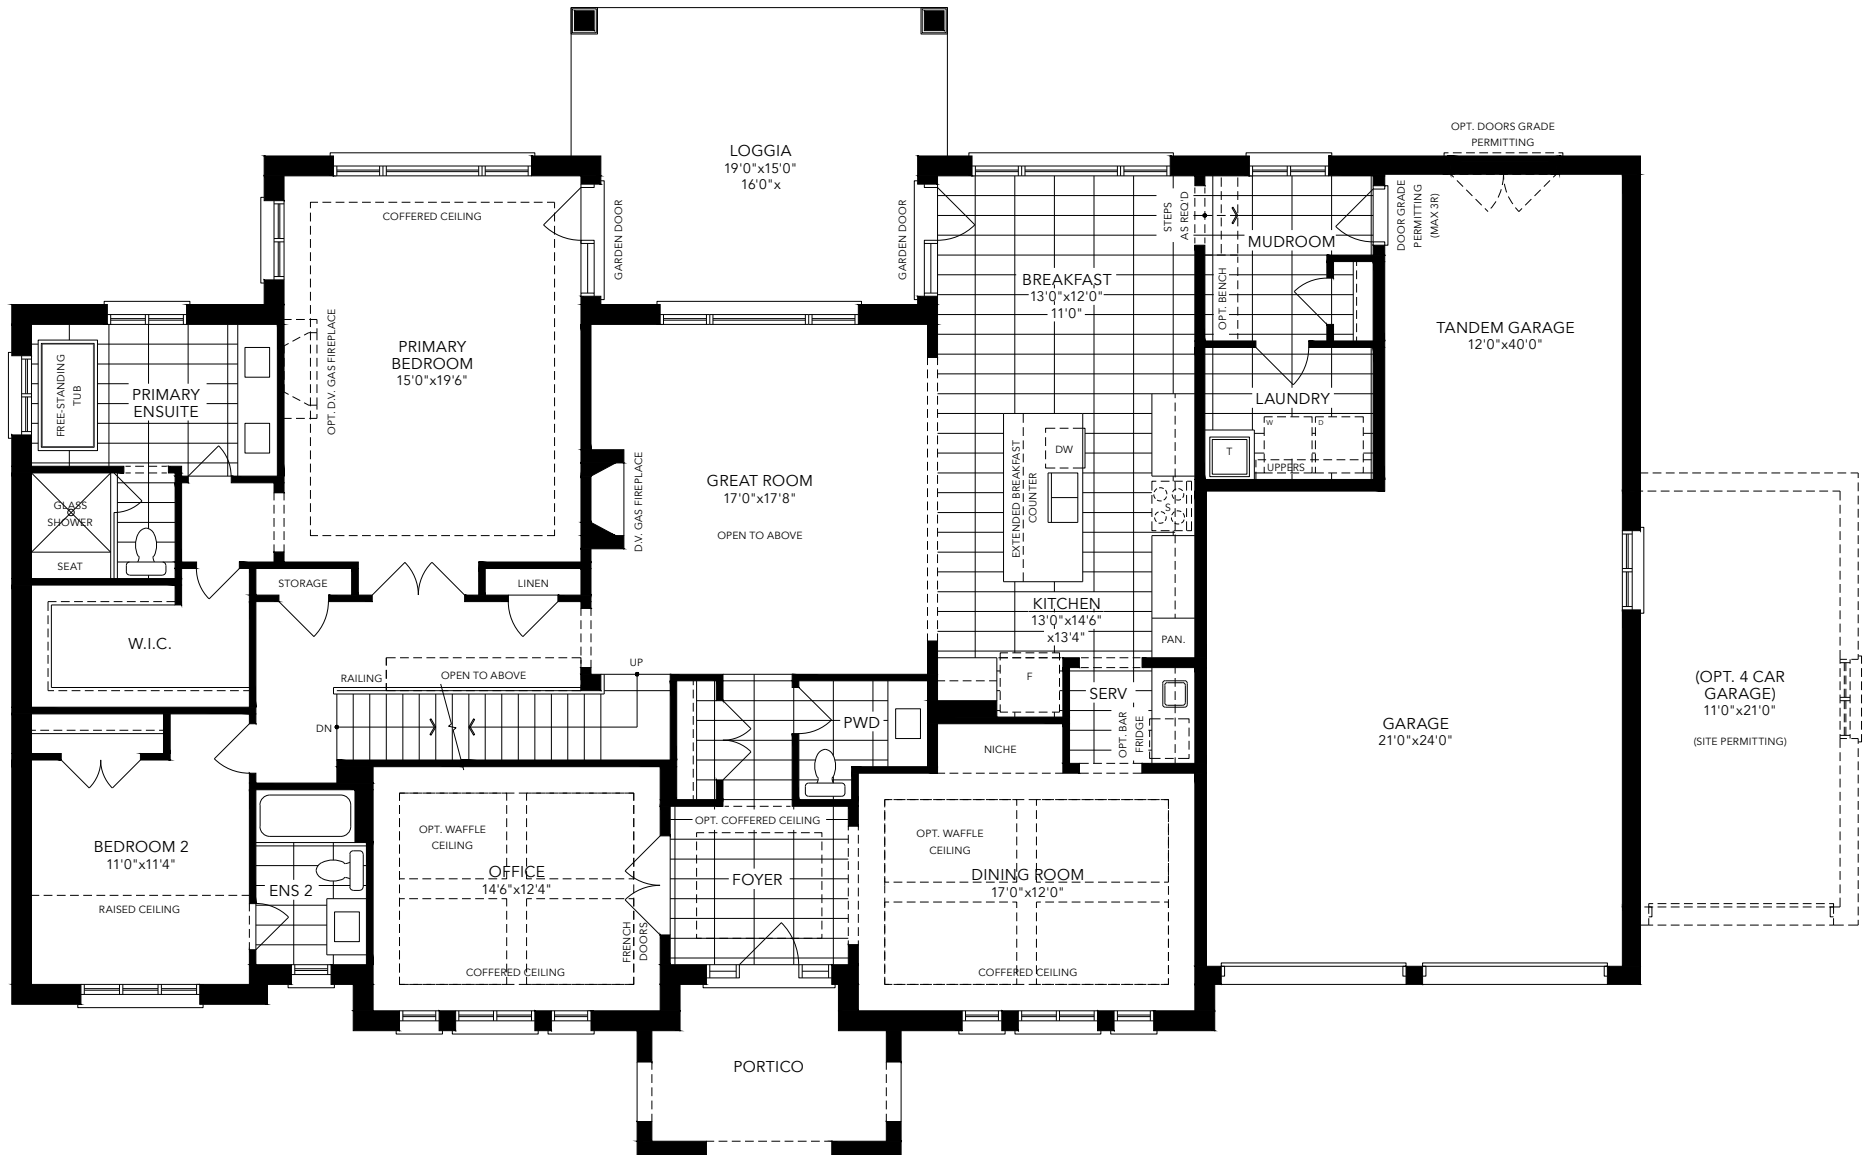 LOGGIA
19'0"x15'0"
16'0"x
OPT. DOORS GRADE
PERMITTING
COFFERED CEILING
GARDEN DOOR
GARDEN DOOR
STEPS
AS REQ'D
MUDROOM
OPT. BENCH
DOOR GRADE
PERMITTING
(MAX 3R)
BREAKFAST
13'0"x12'0"
11'0"
TANDEM GARAGE
12'0"x40'0"
FREE-STANDING
TUB
PRIMARY
ENSUITE
OPT. D.V. GAS FIREPLACE
PRIMARY
BEDROOM
15'0"x19'6"
LAUNDRY
W
D
T
UPPERS
GLASS
SHOWER
SEAT
D.V. GAS FIREPLACE
GREAT ROOM
17'0"x17'8"
OPEN TO ABOVE
EXTENDED BREAKFAST
COUNTER
DW
S
STORAGE
LINEN
KITCHEN
13'0"x14'6"
x13'4"
PAN.
W.I.C.
RAILING
OPEN TO ABOVE
UP
DN
F
SERV
OPT. BAR
FRIDGE
PWD
NICHE
GARAGE
21'0"x24'0"
(OPT. 4 CAR
GARAGE)
11'0"x21'0"
(SITE PERMITTING)
BEDROOM 2
11'0"x11'4"
RAISED CEILING
ENS 2
OPT. WAFFLE
CEILING
OFFICE
14'6"x12'4"
COFFERED CEILING
FRENCH
DOORS
OPT. COFFERED CEILING
FOYER
OPT. WAFFLE
CEILING
DINING ROOM
17'0"x12'0"
COFFERED CEILING
PORTICO